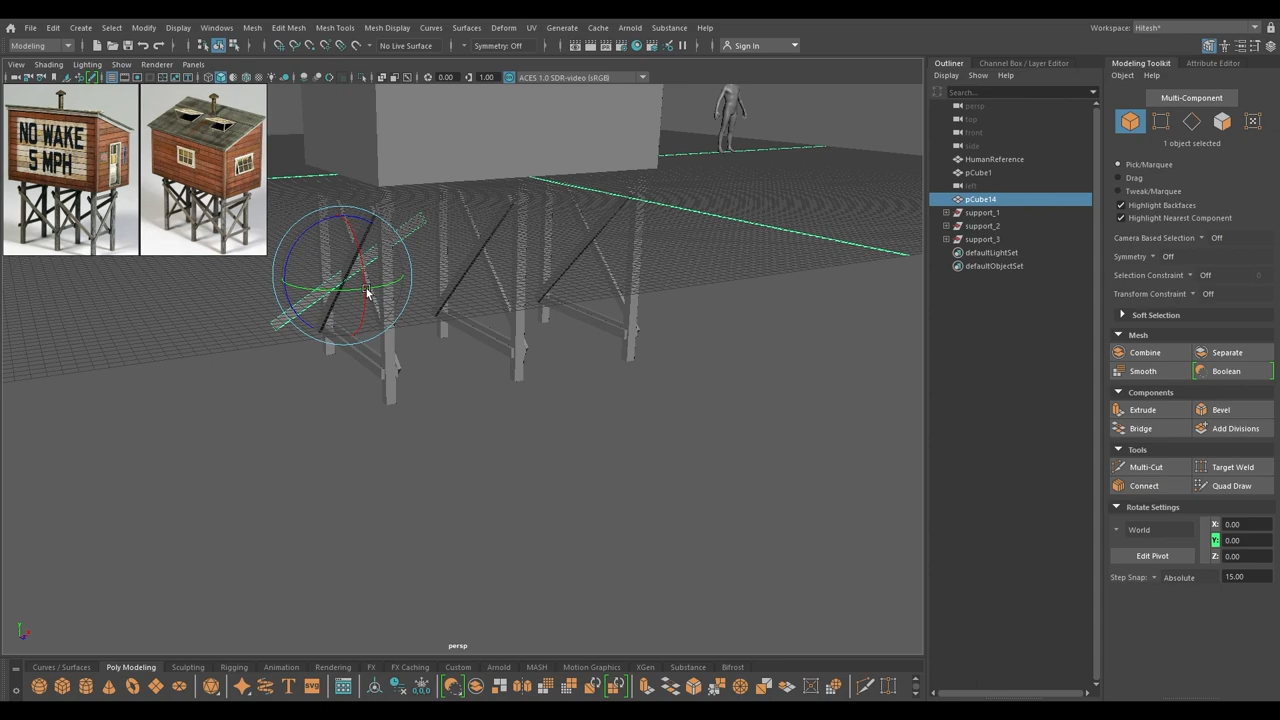 File Edit Create Select Modify Display Windows Mesh Edit Mesh Mesh Tools Mesh Display Curves Surfaces Deform UV Generate Cache Arnold Substance Help Workspace: Hitesh*
Modeling No Live Surface Symmetry: Off Sign In
View Shading Lighting Show Renderer Panels
0.00 1.00 ACES 1.0 SDR-video (sRGB)
NO WAKE
5 MPH
persp
Outliner Channel Box / Layer Editor
Display Show Help
Search...
persp
top
front
side
HumanReference
pCube1
left
pCube14
support_1
support_2
support_3
defaultLightSet
defaultObjectSet
Modeling Toolkit Attribute Editor
Object Help
Multi-Component
1 object selected
Pick/Marquee
Drag
Tweak/Marquee
Highlight Backfaces
Highlight Nearest Component
Camera Based Selection Off
Symmetry Off
Selection Constraint Off
Transform Constraint Off
Soft Selection
Mesh
Combine Separate
Smooth Boolean
Components
Extrude Bevel
Bridge Add Divisions
Tools
Multi-Cut Target Weld
Connect Quad Draw
Rotate Settings
World
X: 0.00
Y: 0.00
Z: 0.00
Edit Pivot
Step Snap: Absolute 15.00
Curves / Surfaces Poly Modeling Sculpting Rigging Animation Rendering FX FX Caching Custom Arnold MASH Motion Graphics XGen Substance Bifrost